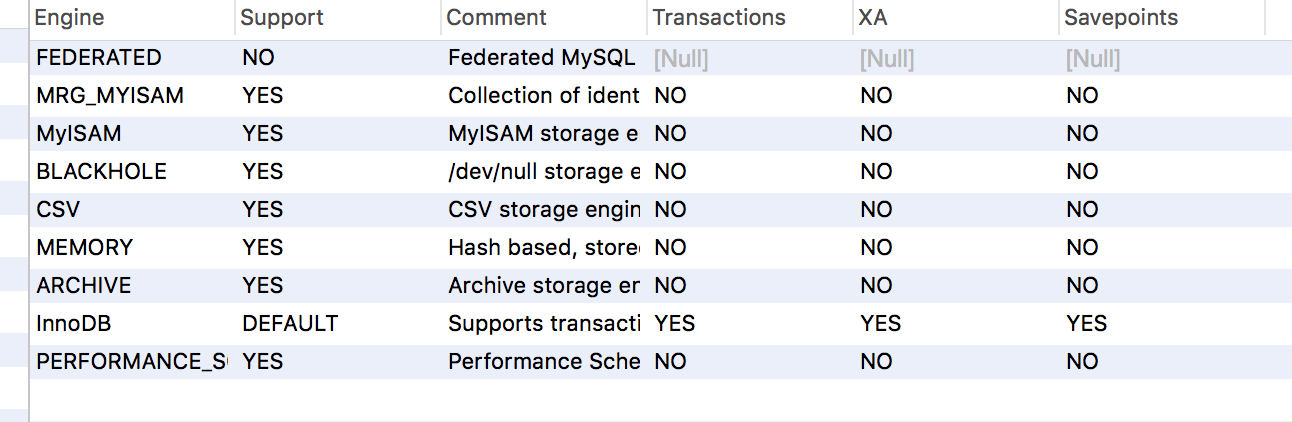 Engine Support Comment Transactions XA Savepoints
FEDERATED NO Federated MySQL [Null] [Null] [Null]
MRG_MYISAM YES Collection of ident NO NO NO
MyISAM YES MyISAM storage e NO NO NO
BLACKHOLE YES /dev/null storage e NO NO NO
CSV YES CSV storage engin NO NO NO
MEMORY YES Hash based, store NO NO NO
ARCHIVE YES Archive storage en NO NO NO
InnoDB DEFAULT Supports transacti YES YES YES
PERFORMANCE_S YES Performance Sche NO NO NO